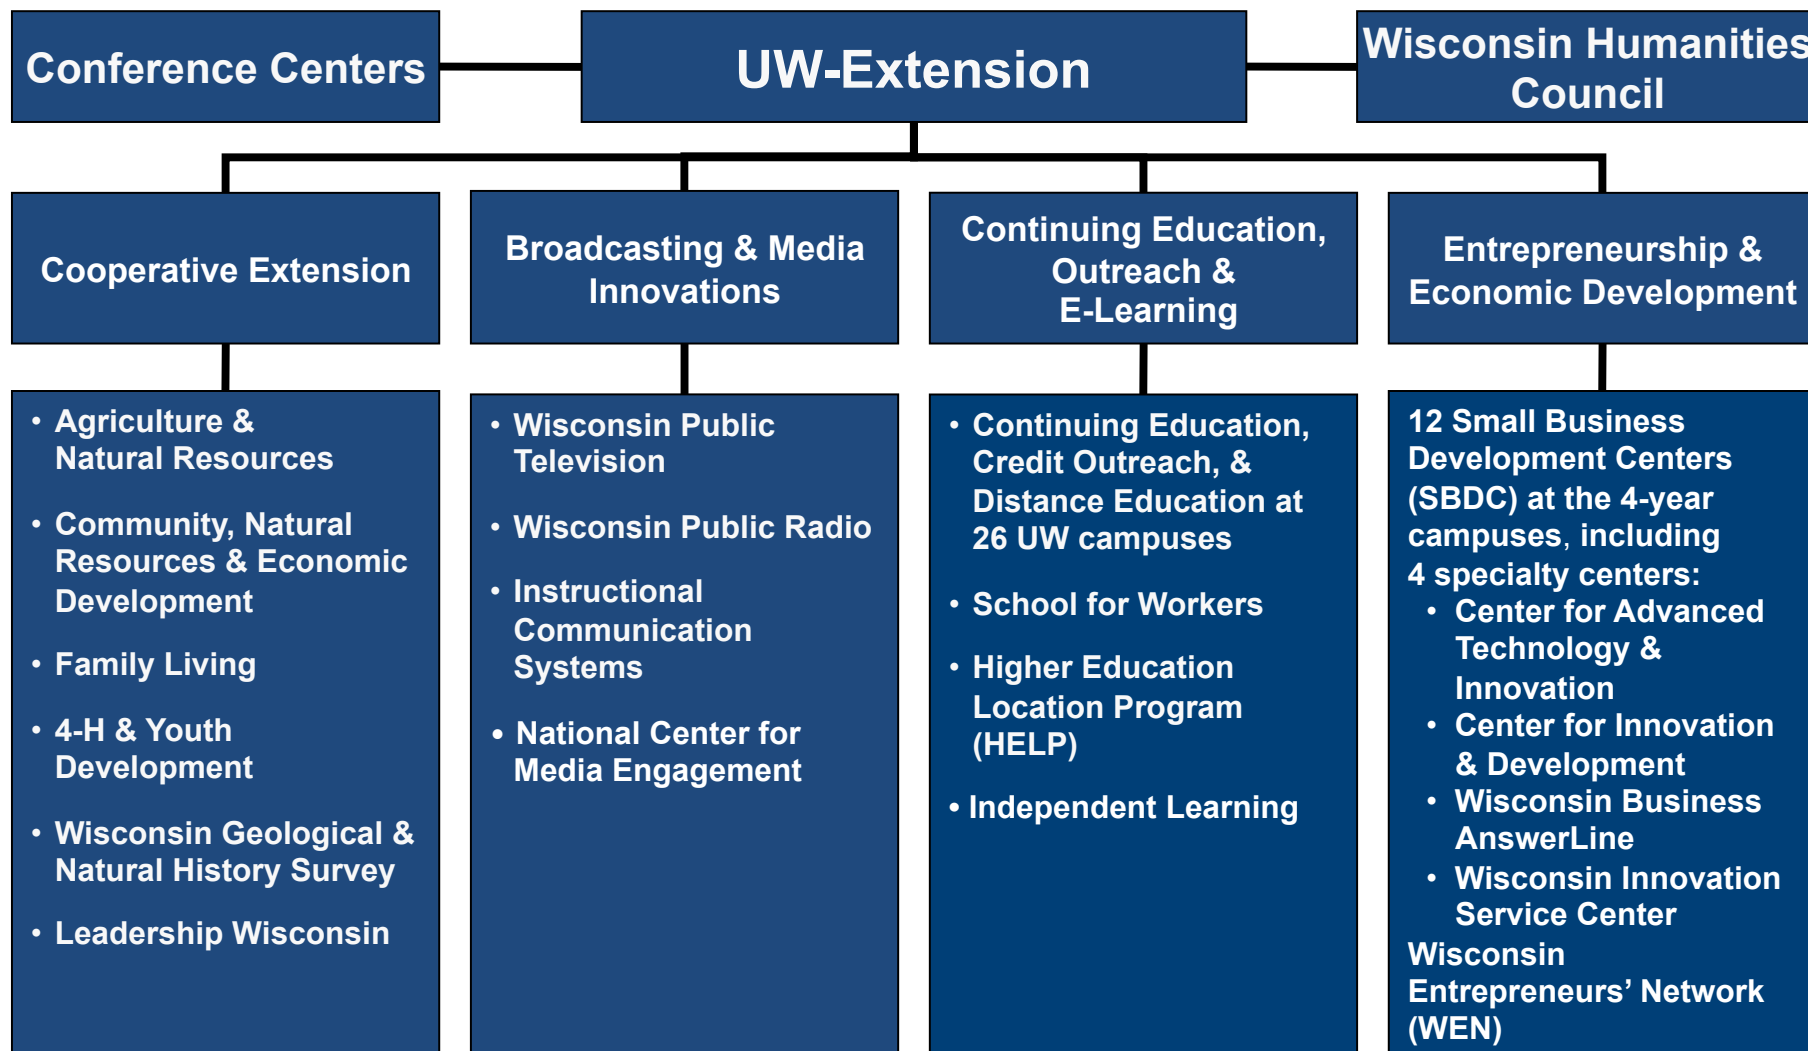 Conference Centers
UW-Extension
Wisconsin Humanities
Council
Cooperative Extension
Broadcasting & Media
Innovations
Continuing Education,
Outreach &
E-Learning
Entrepreneurship &
Economic Development
• Agriculture &
Natural Resources
• Community, Natural
Resources & Economic
Development
• Family Living
• 4-H & Youth
Development
• Wisconsin Geological &
Natural History Survey
• Leadership Wisconsin
• Wisconsin Public
Television
• Wisconsin Public Radio
• Instructional
Communication
Systems
• National Center for
Media Engagement
• Continuing Education,
Credit Outreach, &
Distance Education at
26 UW campuses
• School for Workers
• Higher Education
Location Program
(HELP)
• Independent Learning
12 Small Business
Development Centers
(SBDC) at the 4-year
campuses, including
4 specialty centers:
• Center for Advanced
Technology &
Innovation
• Center for Innovation
& Development
• Wisconsin Business
AnswerLine
• Wisconsin Innovation
Service Center
Wisconsin
Entrepreneurs’ Network
(WEN)